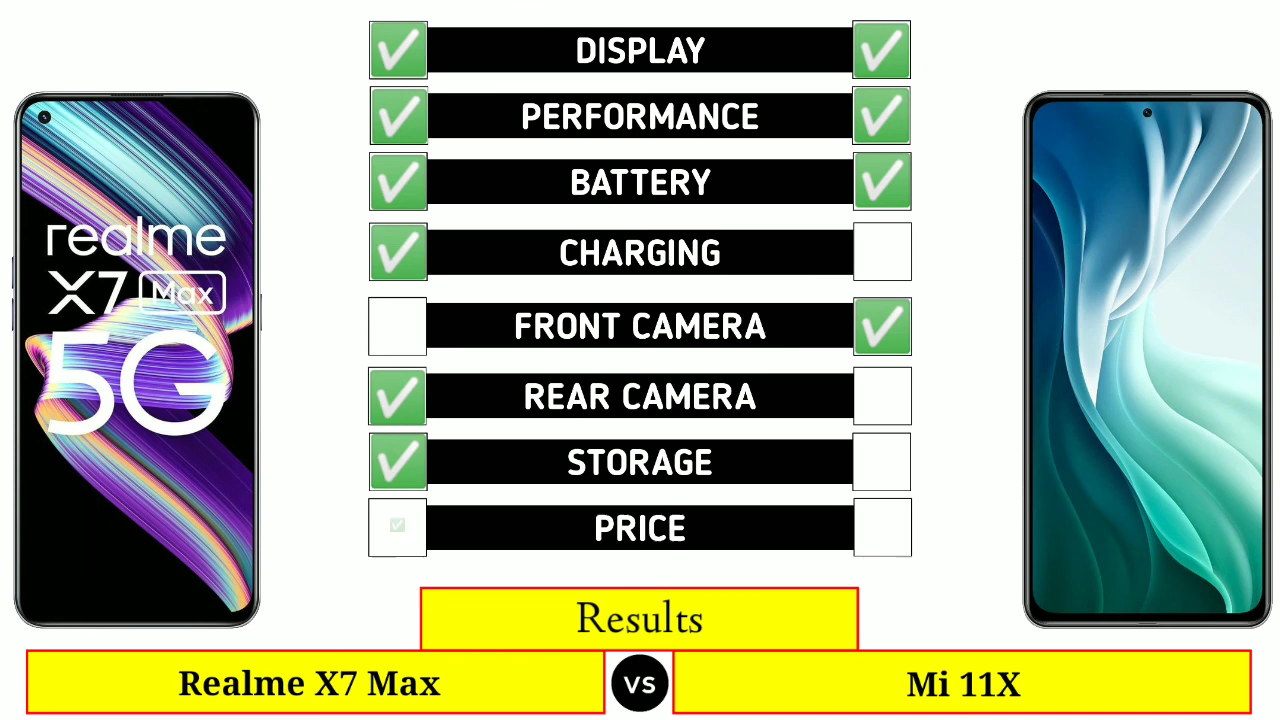 DISPLAY
PERFORMANCE
BATTERY
CHARGING
FRONT CAMERA
REAR CAMERA
STORAGE
PRICE
realme
X7 Max
5G
Results
Realme X7 Max
vs
Mi 11X